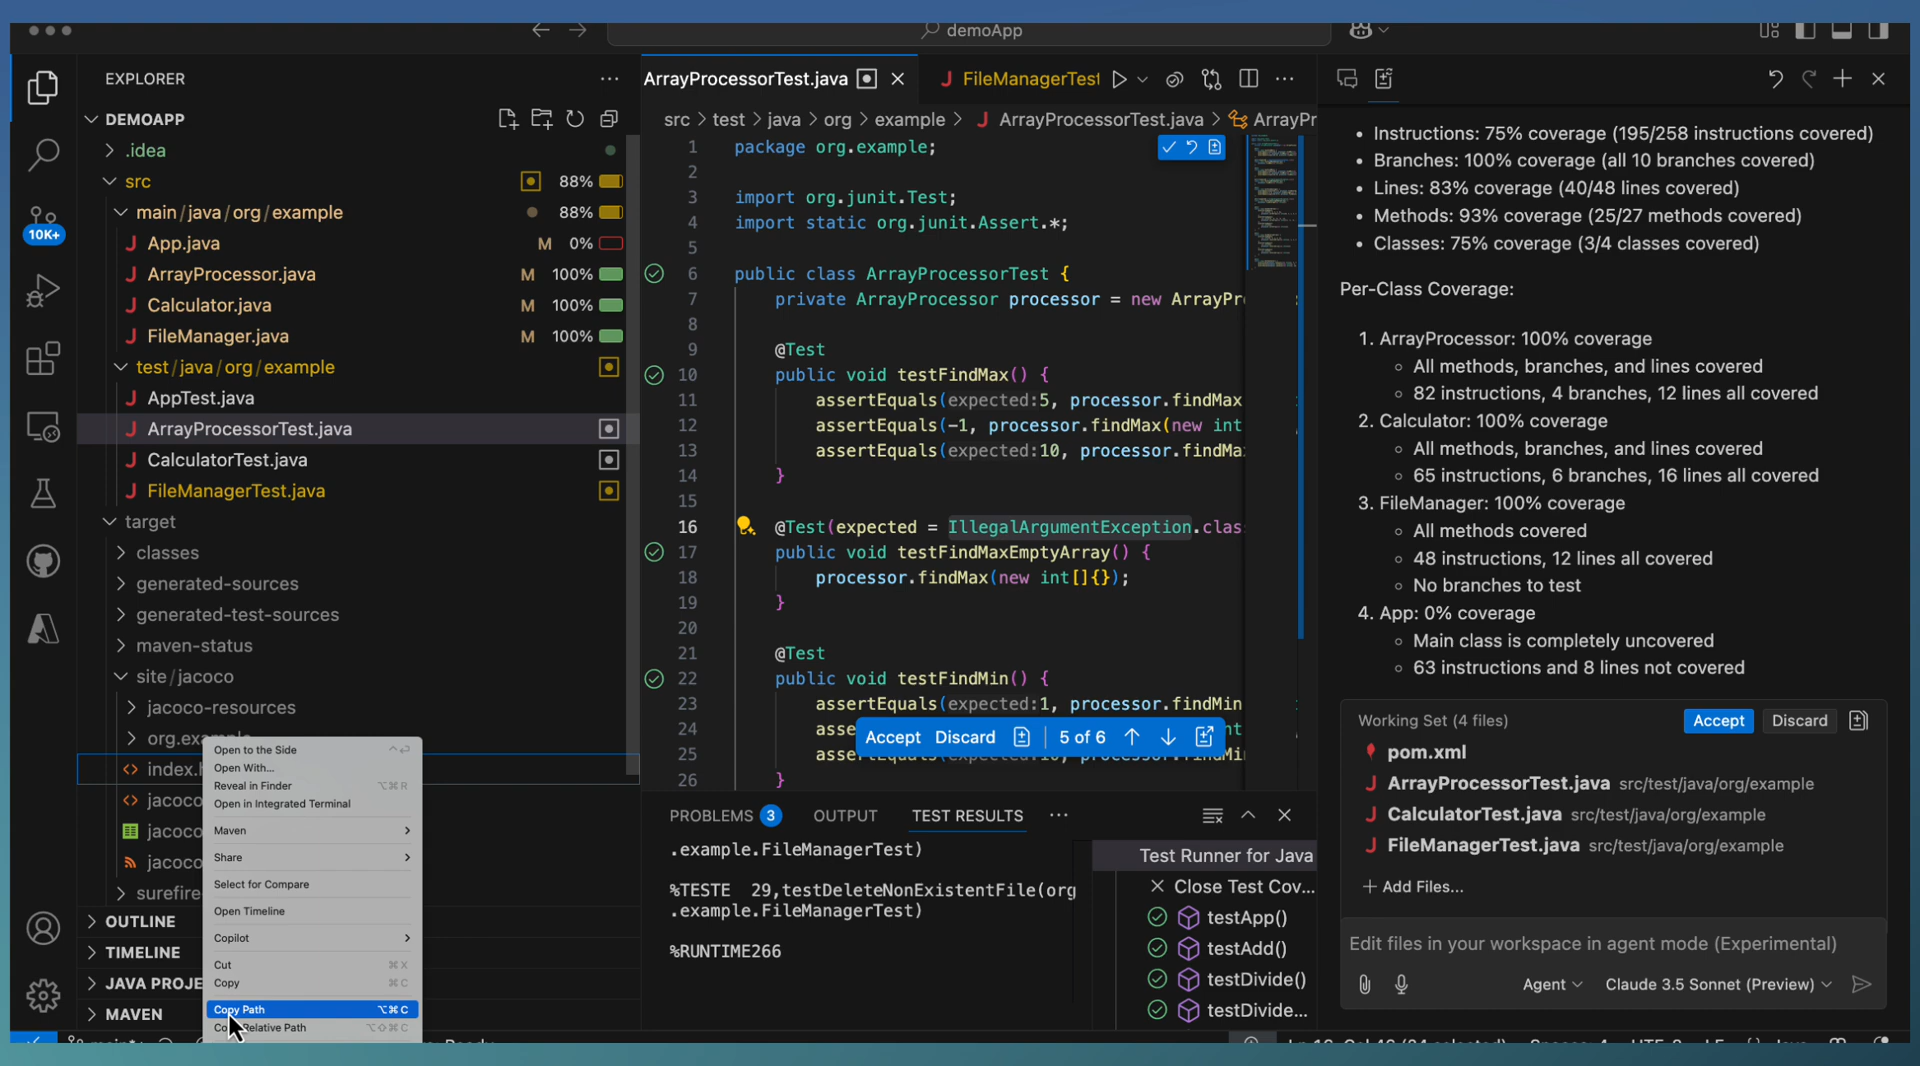 demoApp
EXPLORER
DEMOAPP
.idea
src 88%
main/java/org/example 88%
App.java M 0%
ArrayProcessor.java M 100%
Calculator.java M 100%
FileManager.java M 100%
test/java/org/example
AppTest.java
ArrayProcessorTest.java
CalculatorTest.java
FileManagerTest.java
target
classes
generated-sources
generated-test-sources
maven-status
site/jacoco
jacoco-resources
index.
jacoco
jacoco
jacoco
surefire
OUTLINE
TIMELINE
JAVA PROJE
MAVEN
10K+
Open to the Side
Open With...
Reveal in Finder ⌥⌘R
Open in Integrated Terminal
Maven
Share
Select for Compare
Open Timeline
Copilot
Cut ⌘X
Copy ⌘C
Copy Path ⌥⌘C
Relative Path ⌥⇧⌘C
ArrayProcessorTest.java
FileManagerTest
src > test > java > org > example > ArrayProcessorTest.java > ArrayPr
1 package org.example;
2
3 import org.junit.Test;
4 import static org.junit.Assert.*;
5
6 public class ArrayProcessorTest {
7 private ArrayProcessor processor = new ArrayPr
8
9 @Test
10 public void testFindMax() {
11 assertEquals(expected:5, processor.findMax
12 assertEquals(-1, processor.findMax(new int
13 assertEquals(expected:10, processor.findMa
14 }
15
16 @Test(expected = IllegalArgumentException.clas
17 public void testFindMaxEmptyArray() {
18 processor.findMax(new int[]{});
19 }
20
21 @Test
22 public void testFindMin() {
23 assertEquals(expected:1, processor.findMin
24 asse
25 asse
26 }
Accept Discard 5 of 6
PROBLEMS 3 OUTPUT TEST RESULTS
.example.FileManagerTest)
%TESTE 29,testDeleteNonExistentFile(org
.example.FileManagerTest)
%RUNTIME266
Test Runner for Java
Close Test Cov...
testApp()
testAdd()
testDivide()
testDivide...
• Instructions: 75% coverage (195/258 instructions covered)
• Branches: 100% coverage (all 10 branches covered)
• Lines: 83% coverage (40/48 lines covered)
• Methods: 93% coverage (25/27 methods covered)
• Classes: 75% coverage (3/4 classes covered)
Per-Class Coverage:
1. ArrayProcessor: 100% coverage
◦ All methods, branches, and lines covered
◦ 82 instructions, 4 branches, 12 lines all covered
2. Calculator: 100% coverage
◦ All methods, branches, and lines covered
◦ 65 instructions, 6 branches, 16 lines all covered
3. FileManager: 100% coverage
◦ All methods covered
◦ 48 instructions, 12 lines all covered
◦ No branches to test
4. App: 0% coverage
◦ Main class is completely uncovered
◦ 63 instructions and 8 lines not covered
Working Set (4 files) Accept Discard
pom.xml
ArrayProcessorTest.java src/test/java/org/example
CalculatorTest.java src/test/java/org/example
FileManagerTest.java src/test/java/org/example
+ Add Files...
Edit files in your workspace in agent mode (Experimental)
Agent Claude 3.5 Sonnet (Preview)